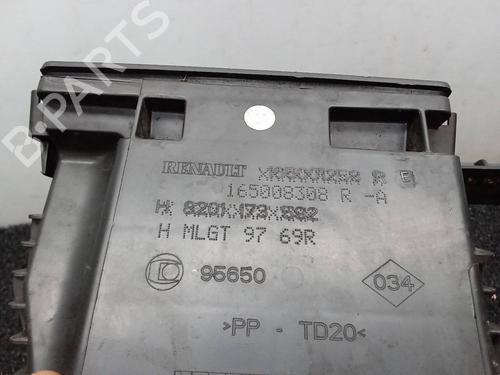 B-PARTS
RENAULT
165008308 R -A
H MLGT 97 69R
95650
034
>PP - TD20<